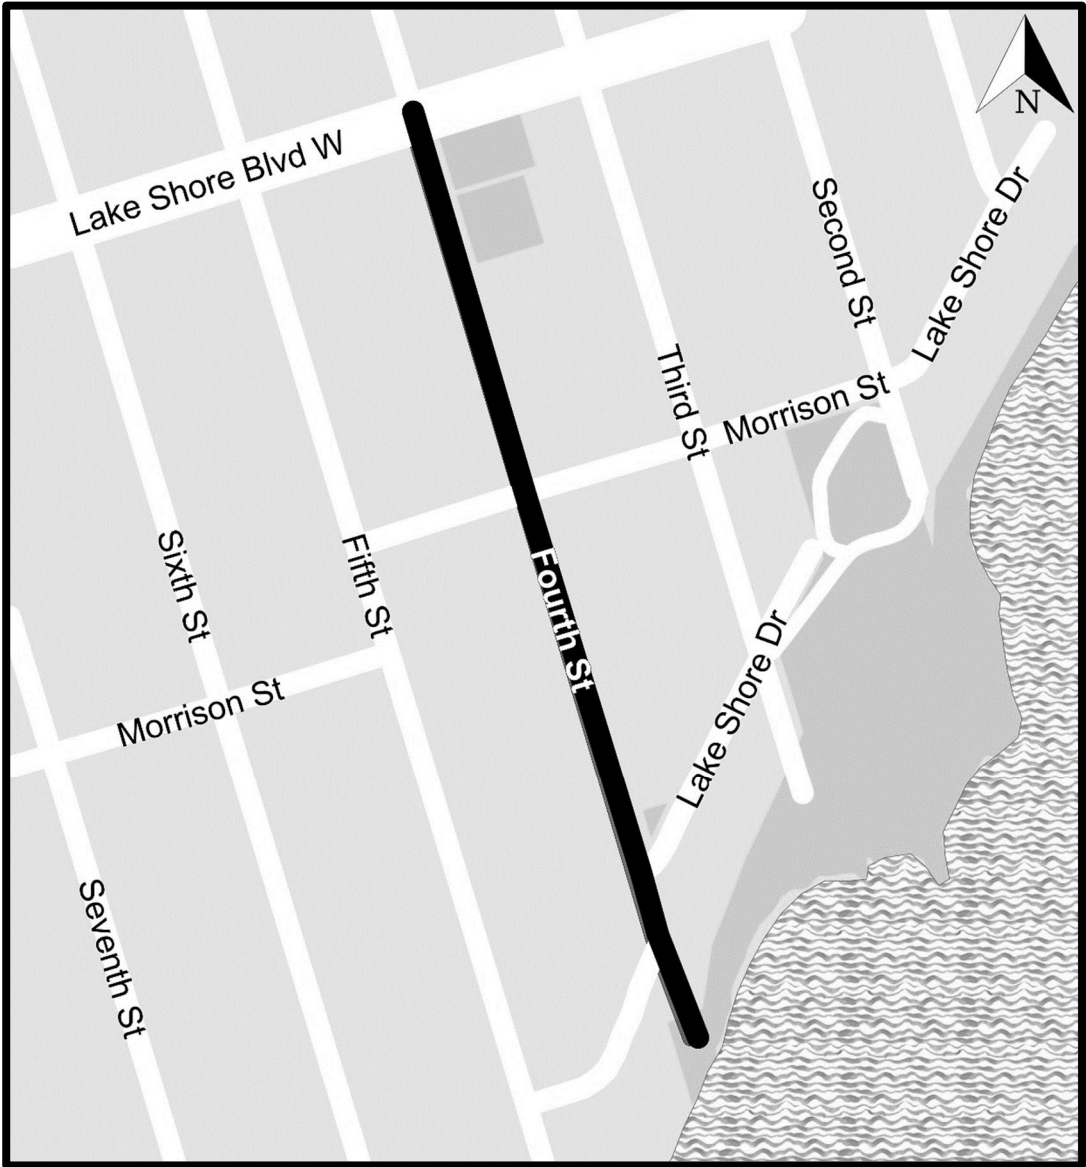 N
Lake Shore Blvd W
Second St
Lake Shore Dr
Third St
Morrison St
Sixth St
Fifth St
Fourth St
Lake Shore Dr
Morrison St
Seventh St